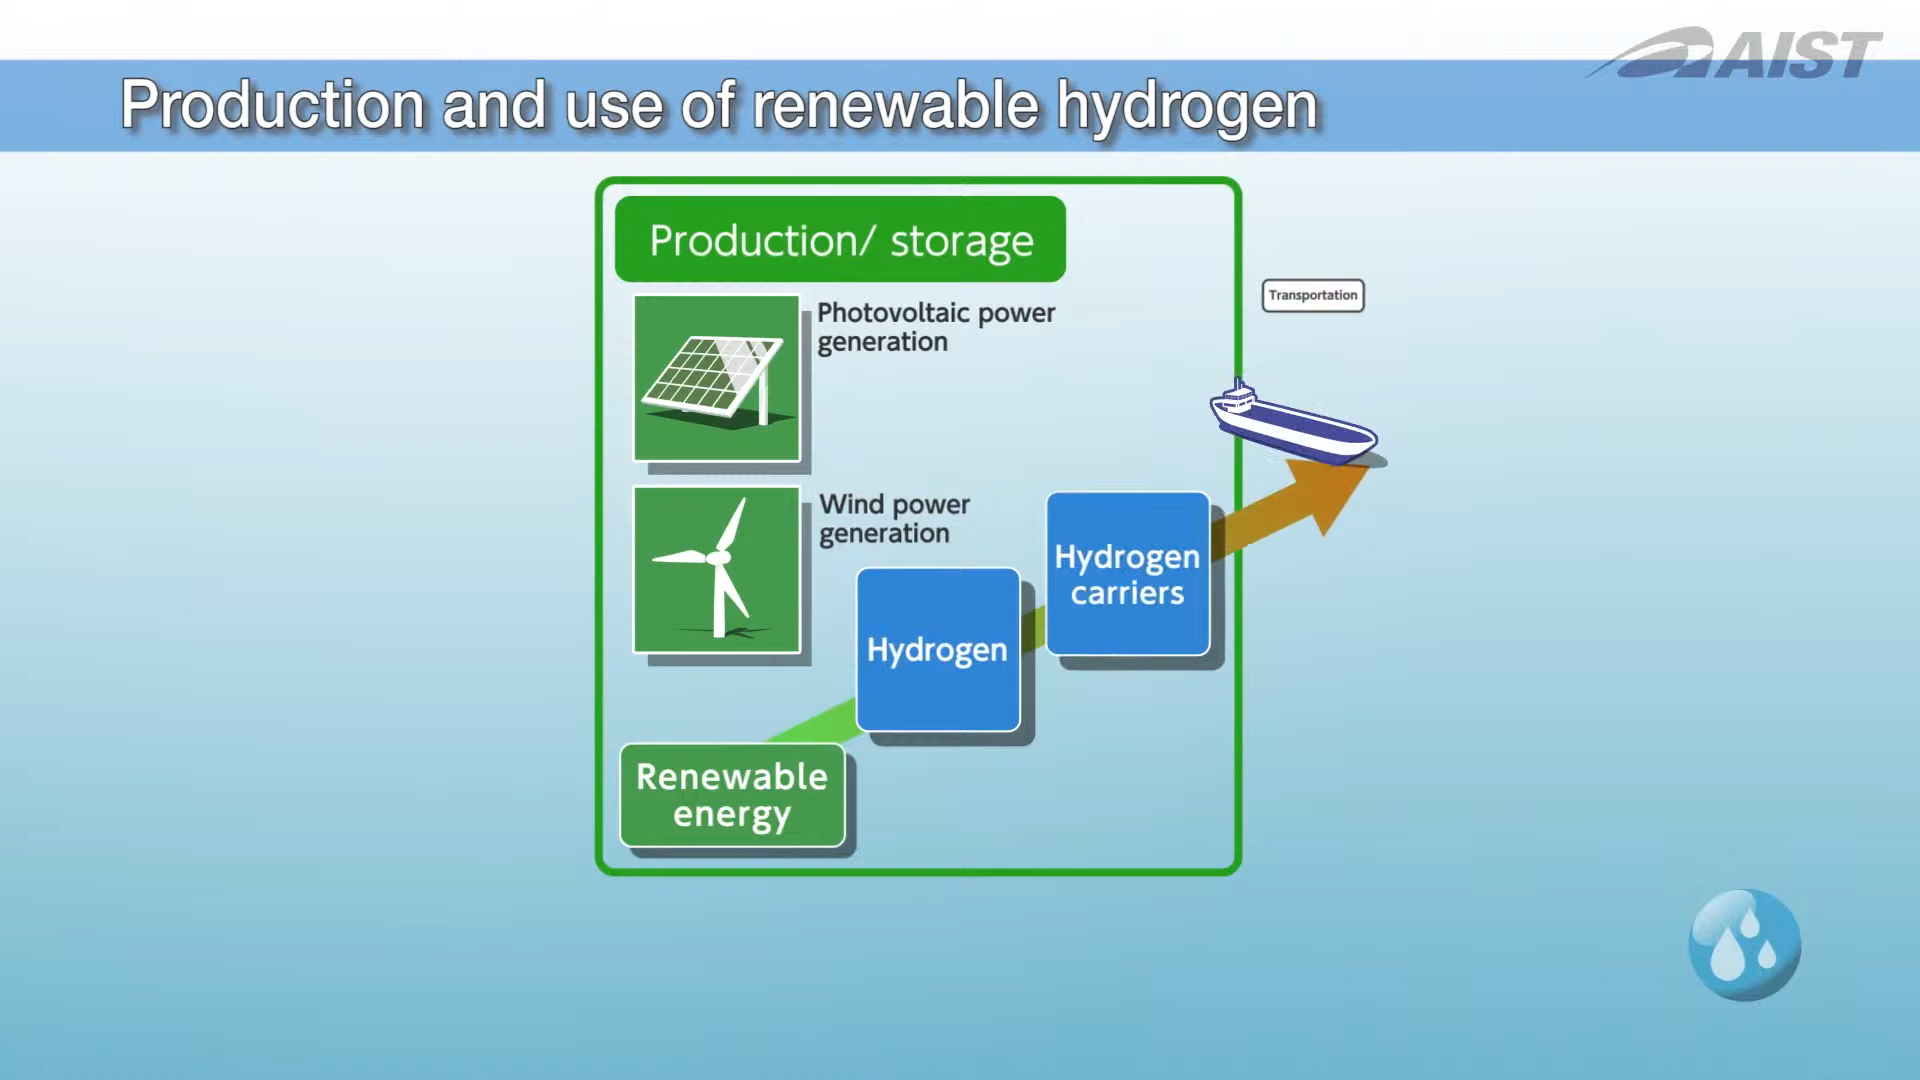 AIST
Production and use of renewable hydrogen
Production/ storage
Photovoltaic power
generation
Transportation
Wind power
generation
Hydrogen
carriers
Hydrogen
Renewable
energy